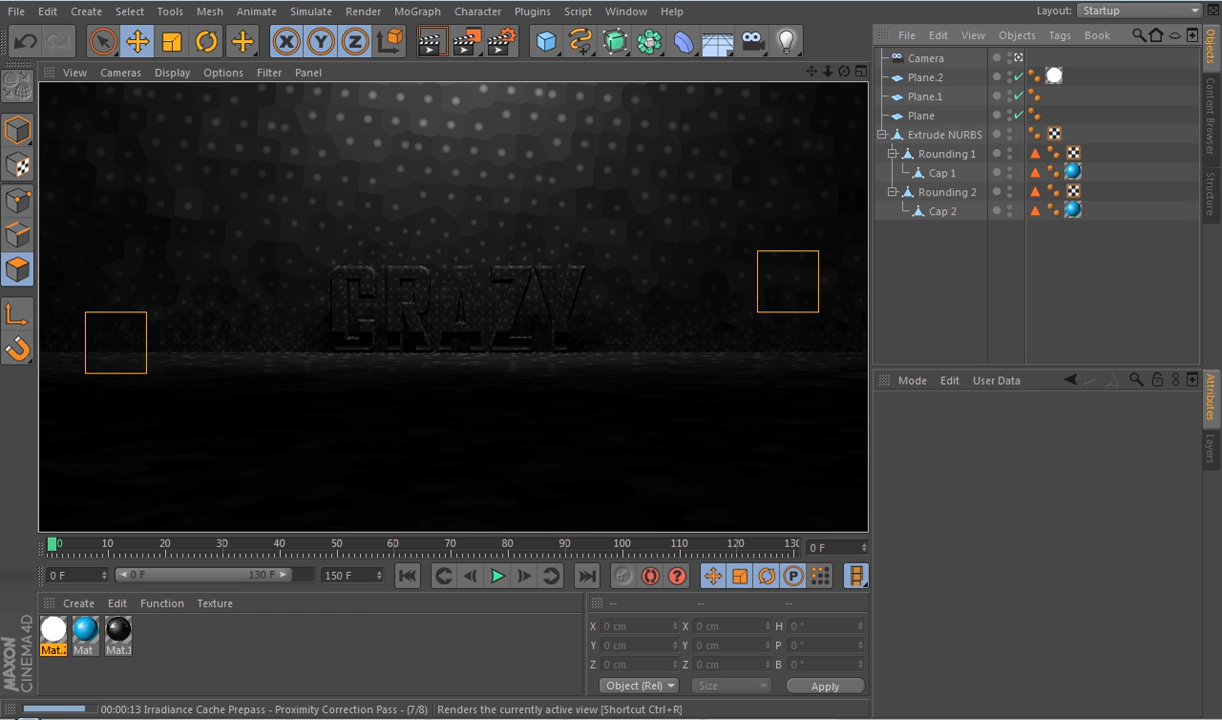 File Edit Create Select Tools Mesh Animate Simulate Render MoGraph Character Plugins Script Window Help Layout: Startup
X Y Z
File Edit View Objects Tags Book
View Cameras Display Options Filter Panel
Camera
Plane.2
Plane.1
Plane
Extrude NURBS
Rounding 1
Cap 1
Rounding 2
Cap 2
Objects
Content Browser
Structure
CRAZY
Mode Edit User Data
Attributes
Layers
0 10 20 30 40 50 60 70 80 90 100 110 120 130 0 F
0 F 0 F 130 F 150 F P
Create Edit Function Texture
-- -- --
X 0 cm X 0 cm H 0 °
Y 0 cm Y 0 cm P 0 °
Z 0 cm Z 0 cm B 0 °
Mat.2 Mat Mat.1
Object (Rel) Size Apply
MAXON
CINEMA 4D
00:00:13 Irradiance Cache Prepass - Proximity Correction Pass - (7/8) Renders the currently active view [Shortcut Ctrl+R]